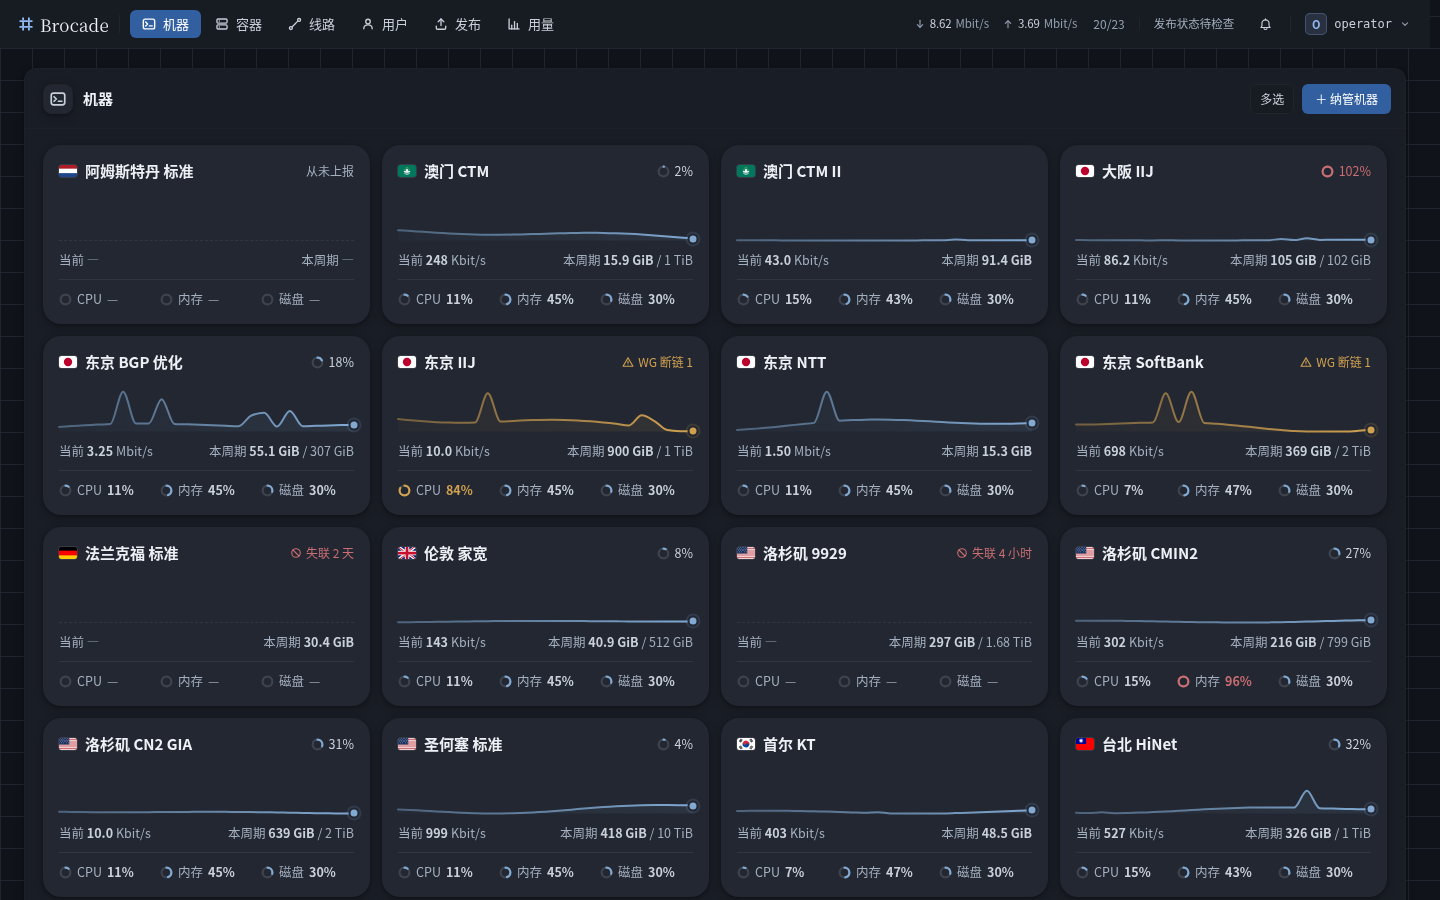 Brocade 机器 容器 线路 用户 发布 用量 ↓ 8.62 Mbit/s ↑ 3.69 Mbit/s 20/23 发布状态待检查 O operator
机器 多选 + 纳管机器
阿姆斯特丹 标准 从未上报
当前 — 本周期 —
CPU — 内存 — 磁盘 —
澳门 CTM 2%
当前 248 Kbit/s 本周期 15.9 GiB / 1 TiB
CPU 11% 内存 45% 磁盘 30%
澳门 CTM II
当前 43.0 Kbit/s 本周期 91.4 GiB
CPU 15% 内存 43% 磁盘 30%
大阪 IIJ 102%
当前 86.2 Kbit/s 本周期 105 GiB / 102 GiB
CPU 11% 内存 45% 磁盘 30%
东京 BGP 优化 18%
当前 3.25 Mbit/s 本周期 55.1 GiB / 307 GiB
CPU 11% 内存 45% 磁盘 30%
东京 IIJ WG 断链 1
当前 10.0 Kbit/s 本周期 900 GiB / 1 TiB
CPU 84% 内存 45% 磁盘 30%
东京 NTT
当前 1.50 Mbit/s 本周期 15.3 GiB
CPU 11% 内存 45% 磁盘 30%
东京 SoftBank WG 断链 1
当前 698 Kbit/s 本周期 369 GiB / 2 TiB
CPU 7% 内存 47% 磁盘 30%
法兰克福 标准 失联 2 天
当前 — 本周期 30.4 GiB
CPU — 内存 — 磁盘 —
伦敦 家宽 8%
当前 143 Kbit/s 本周期 40.9 GiB / 512 GiB
CPU 11% 内存 45% 磁盘 30%
洛杉矶 9929 失联 4 小时
当前 — 本周期 297 GiB / 1.68 TiB
CPU — 内存 — 磁盘 —
洛杉矶 CMIN2 27%
当前 302 Kbit/s 本周期 216 GiB / 799 GiB
CPU 15% 内存 96% 磁盘 30%
洛杉矶 CN2 GIA 31%
当前 10.0 Kbit/s 本周期 639 GiB / 2 TiB
CPU 11% 内存 45% 磁盘 30%
圣何塞 标准 4%
当前 999 Kbit/s 本周期 418 GiB / 10 TiB
CPU 11% 内存 45% 磁盘 30%
首尔 KT
当前 403 Kbit/s 本周期 48.5 GiB
CPU 7% 内存 47% 磁盘 30%
台北 HiNet 32%
当前 527 Kbit/s 本周期 326 GiB / 1 TiB
CPU 15% 内存 43% 磁盘 30%